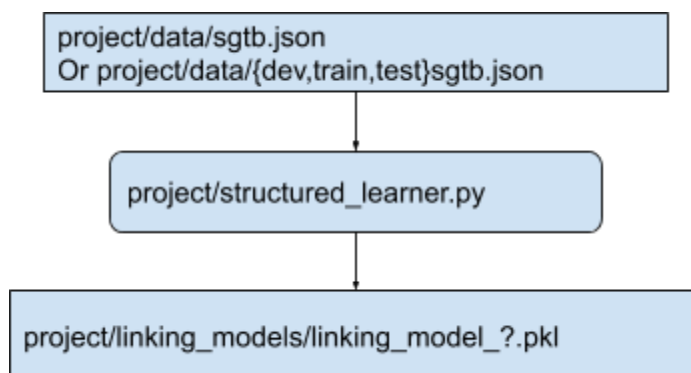 project/data/sgtb.json
Or project/data/{dev,train,test}sgtb.json
project/structured_learner.py
project/linking_models/linking_model_?.pkl